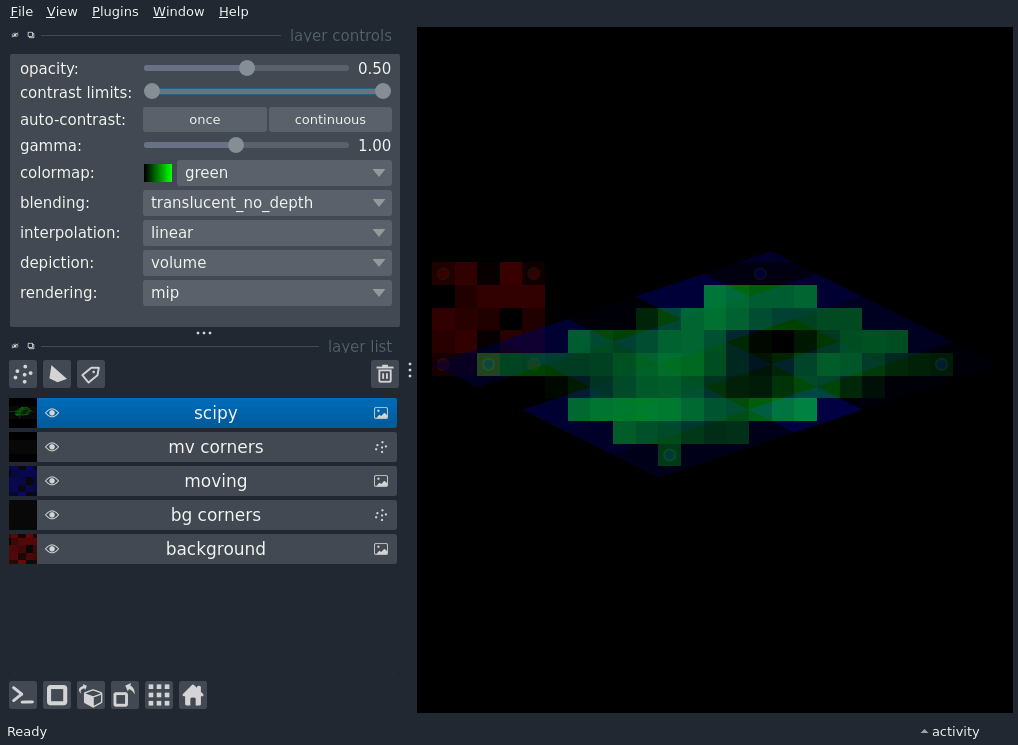 File View Plugins Window Help
layer controls
opacity: 0.50
contrast limits:
auto-contrast: once continuous
gamma: 1.00
colormap: green
blending: translucent_no_depth
interpolation: linear
depiction: volume
rendering: mip
layer list
scipy
mv corners
moving
bg corners
background
Ready activity